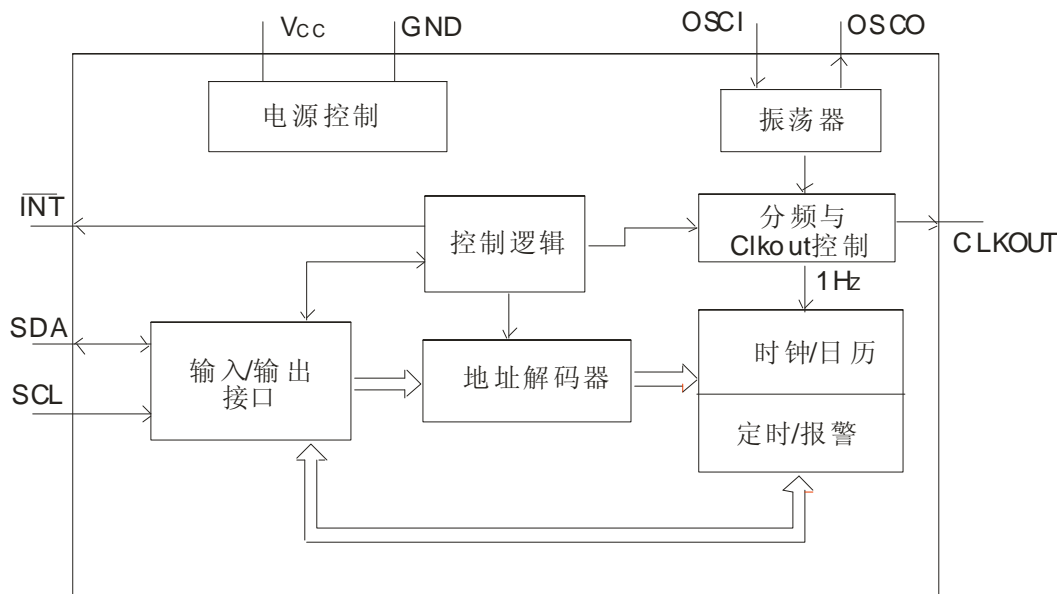 Vcc
GND
OSCI
OSCO
电源控制
振荡器
INT
控制逻辑
分频与
Clkout控制
CLKOUT
1Hz
SDA
输入/输出
接口
地址解码器
时钟/日历
SCL
定时/报警